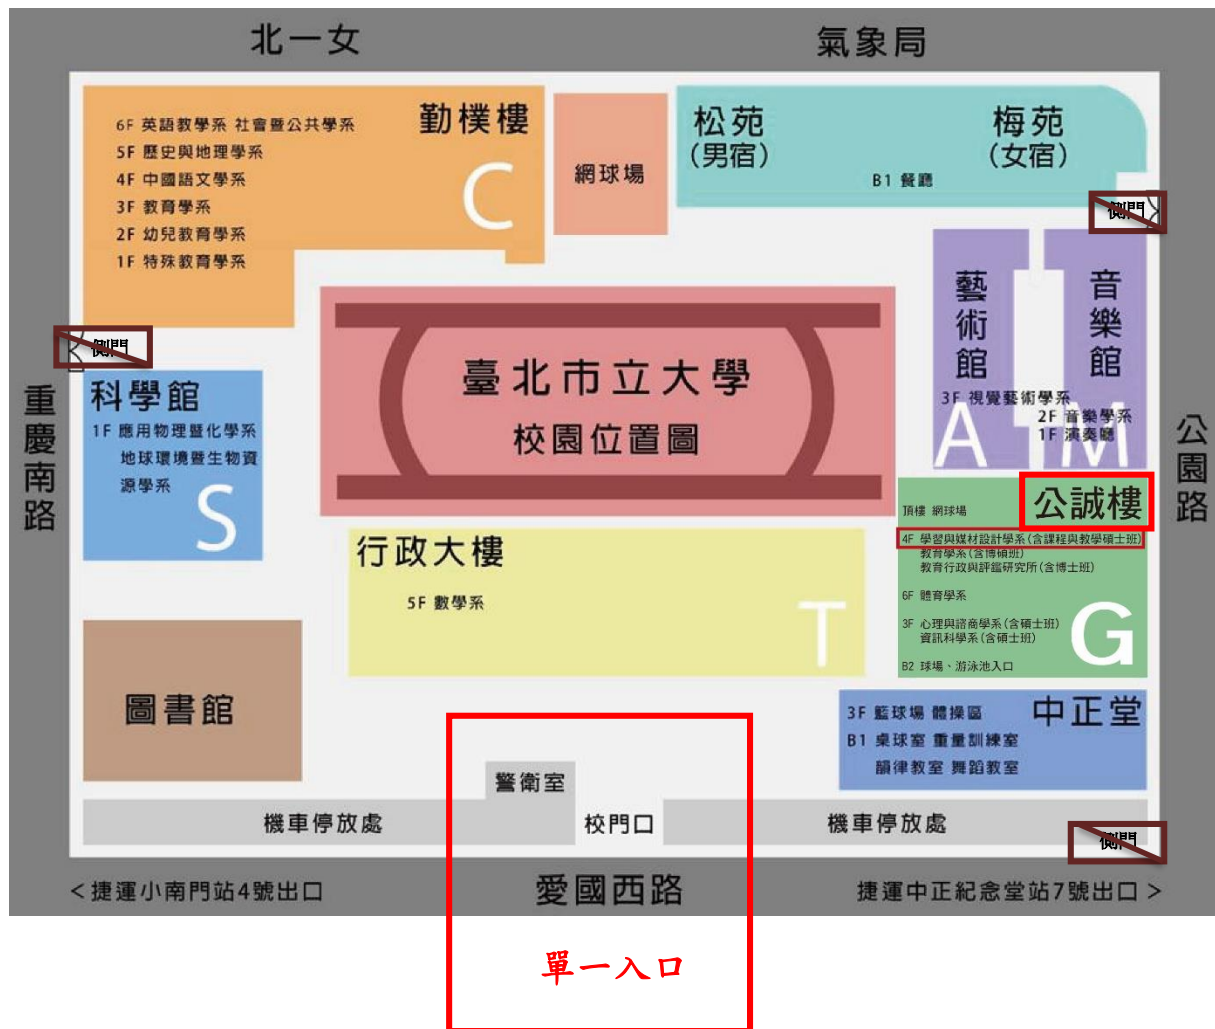 北一女
氣象局
勤樸樓
6F 英語教學系 社會暨公共學系
5F 歷史與地理學系
4F 中國語文學系
3F 教育學系
2F 幼兒教育學系
1F 特殊教育學系
C
網球場
松苑
(男宿)
梅苑
(女宿)
B1 餐廳
側門
藝術館
音樂館
3F 視覺藝術學系
2F 音樂學系
1F 演奏廳
A
M
側門
科學館
1F 應用物理暨化學系
地球環境暨生物資
源學系
S
重慶南路
臺北市立大學
校園位置圖
公園路
公誠樓
頂樓 網球場
4F 學習與媒材設計學系(含課程與教學碩士班)
教育學系(含博碩班)
教育行政與評鑑研究所(含博士班)
6F 體育學系
3F 心理與諮商學系(含碩士班)
資訊科學系(含碩士班)
B2 球場、游泳池入口
G
行政大樓
5F 數學系
T
圖書館
中正堂
3F 籃球場 體操區
B1 桌球室 重量訓練室
韻律教室 舞蹈教室
警衛室
機車停放處
校門口
機車停放處
側門
<捷運小南門站4號出口
愛國西路
捷運中正紀念堂站7號出口>
單一入口